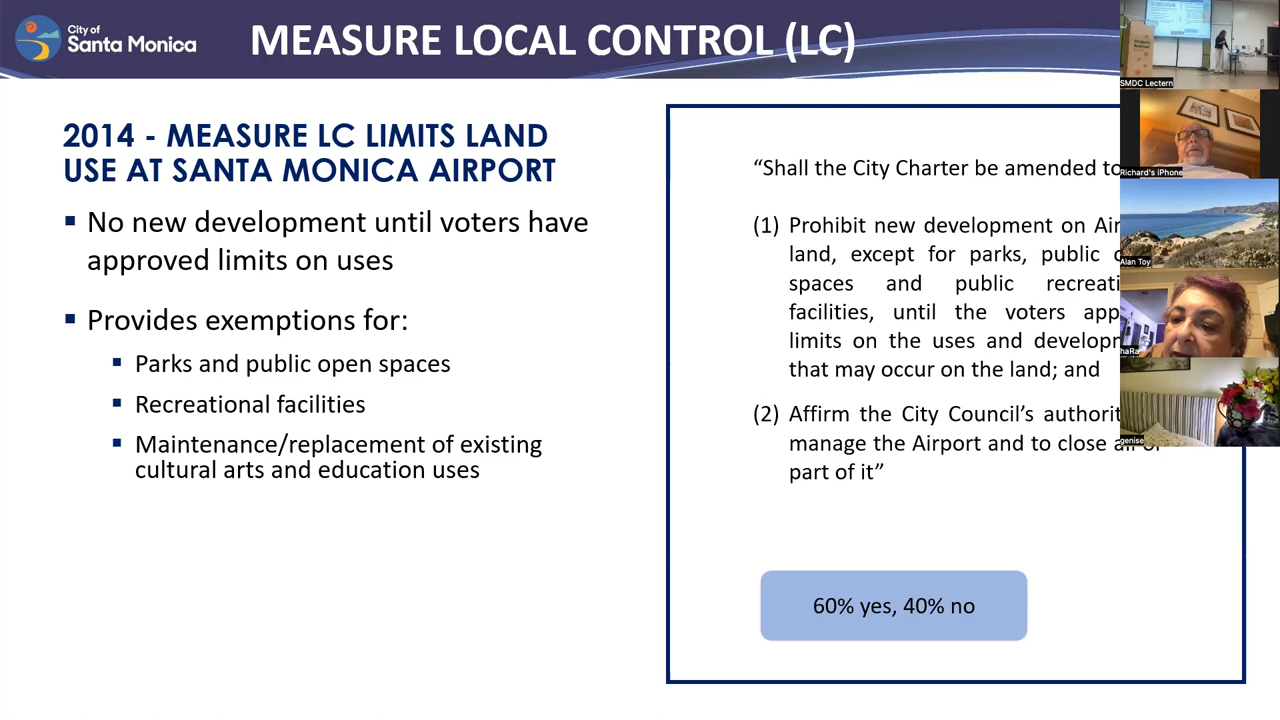 City of
Santa Monica
MEASURE LOCAL CONTROL (LC)
2014 - MEASURE LC LIMITS LAND
USE AT SANTA MONICA AIRPORT
▪ No new development until voters have
approved limits on uses
▪ Provides exemptions for:
▪ Parks and public open spaces
▪ Recreational facilities
▪ Maintenance/replacement of existing
cultural arts and education uses
“Shall the City Charter be amended to
(1) Prohibit new development on
land, except for parks, public
spaces and public
facilities, until the voters
limits on the uses and
that may occur on the land; and
(2) Affirm the City Council’s
manage the Airport and to close
part of it”
60% yes, 40% no
SMDC Lectern
Richard's iPhone
Alan Toy
haRa
genise